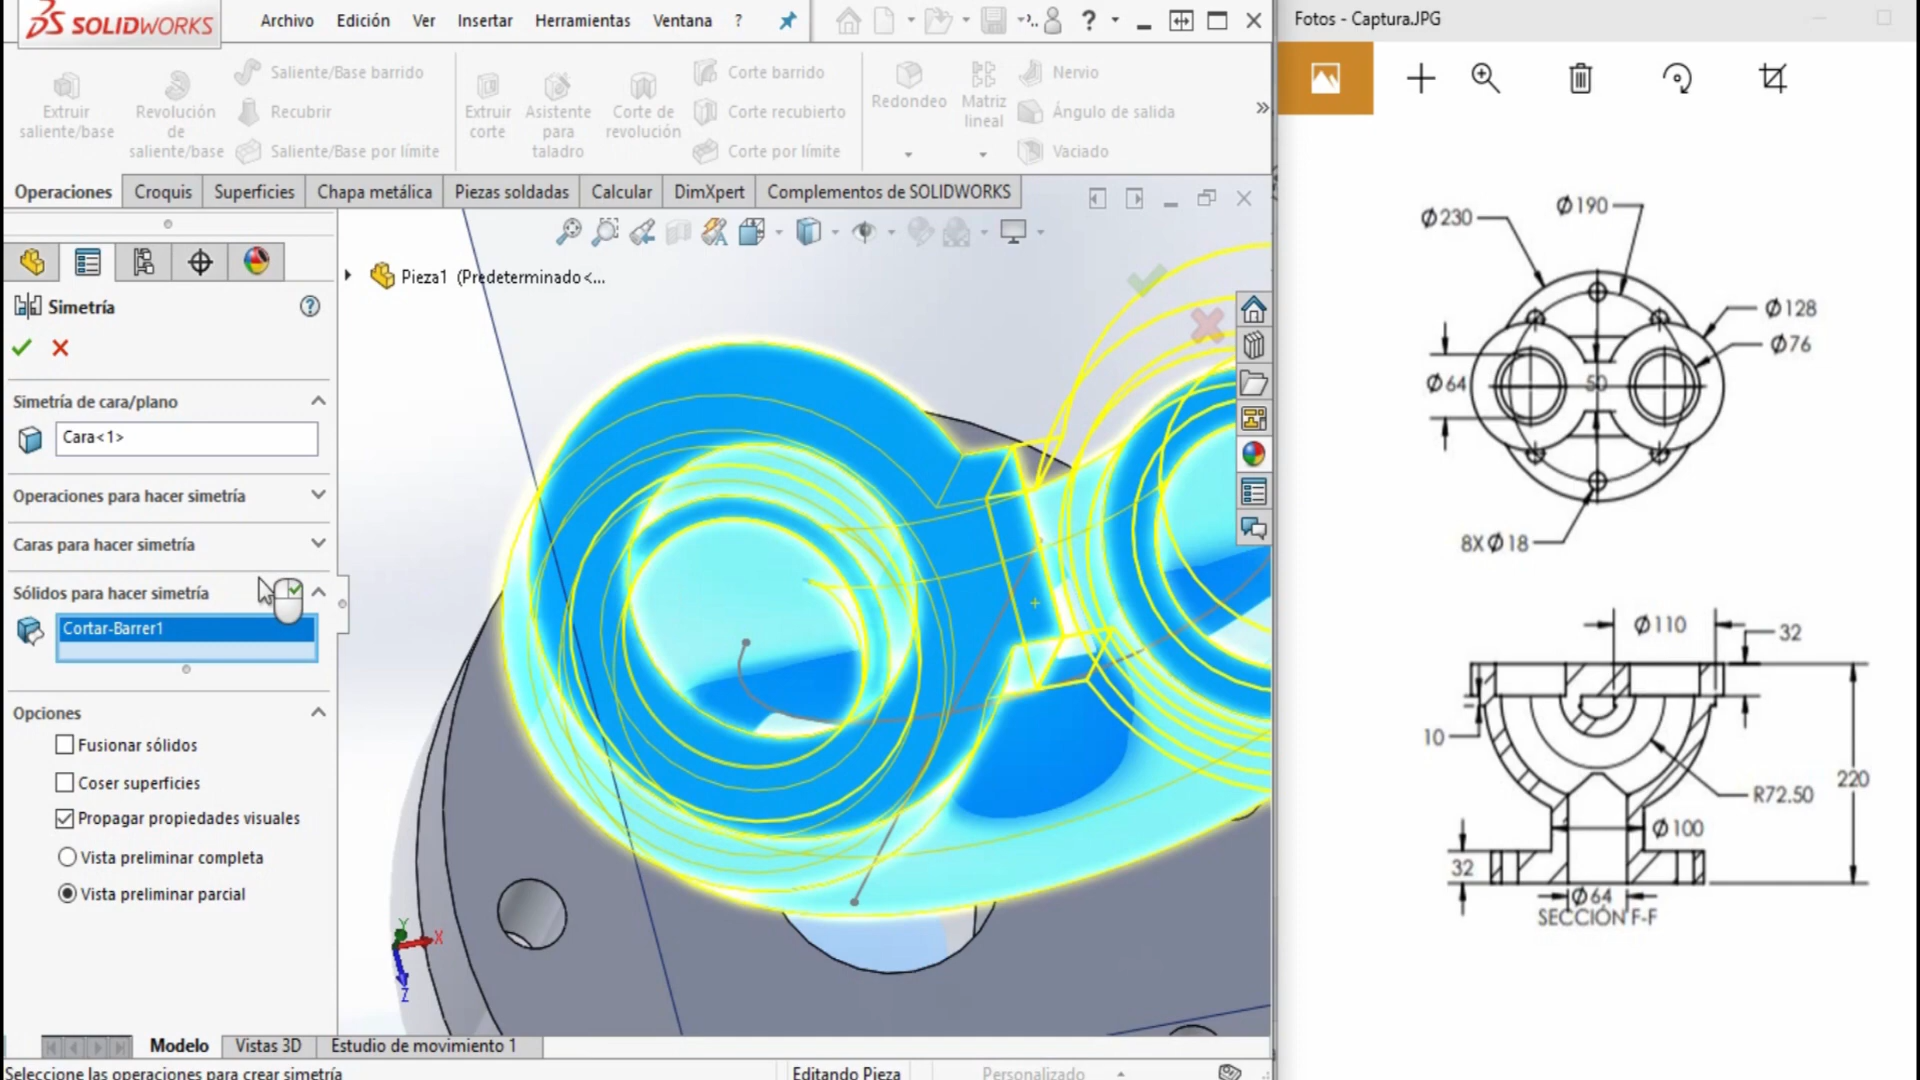 SOLIDWORKS
Archivo Edición Ver Insertar Herramientas Ventana ?
Fotos - Captura.JPG
Extruir saliente/base
Revolución de saliente/base
Saliente/Base barrido
Recubrir
Saliente/Base por límite
Extruir corte
Asistente para taladro
Corte de revolución
Corte barrido
Corte recubierto
Corte por límite
Redondeo
Matriz lineal
Nervio
Ángulo de salida
Vaciado
Operaciones Croquis Superficies Chapa metálica Piezas soldadas Calcular DimXpert Complementos de SOLIDWORKS
Pieza1 (Predeterminado<...
Simetría
Simetría de cara/plano
Cara<1>
Operaciones para hacer simetría
Caras para hacer simetría
Sólidos para hacer simetría
Cortar-Barrer1
Opciones
Fusionar sólidos
Coser superficies
Propagar propiedades visuales
Vista preliminar completa
Vista preliminar parcial
Y
X
Z
Modelo Vistas 3D Estudio de movimiento 1
Seleccione las operaciones para crear simetría
Editando Pieza
Personalizado
Ø230
Ø190
Ø128
Ø76
Ø64
50
8X Ø18
Ø110
32
10
220
R72.50
Ø100
32
Ø64
SECCIÓN F-F